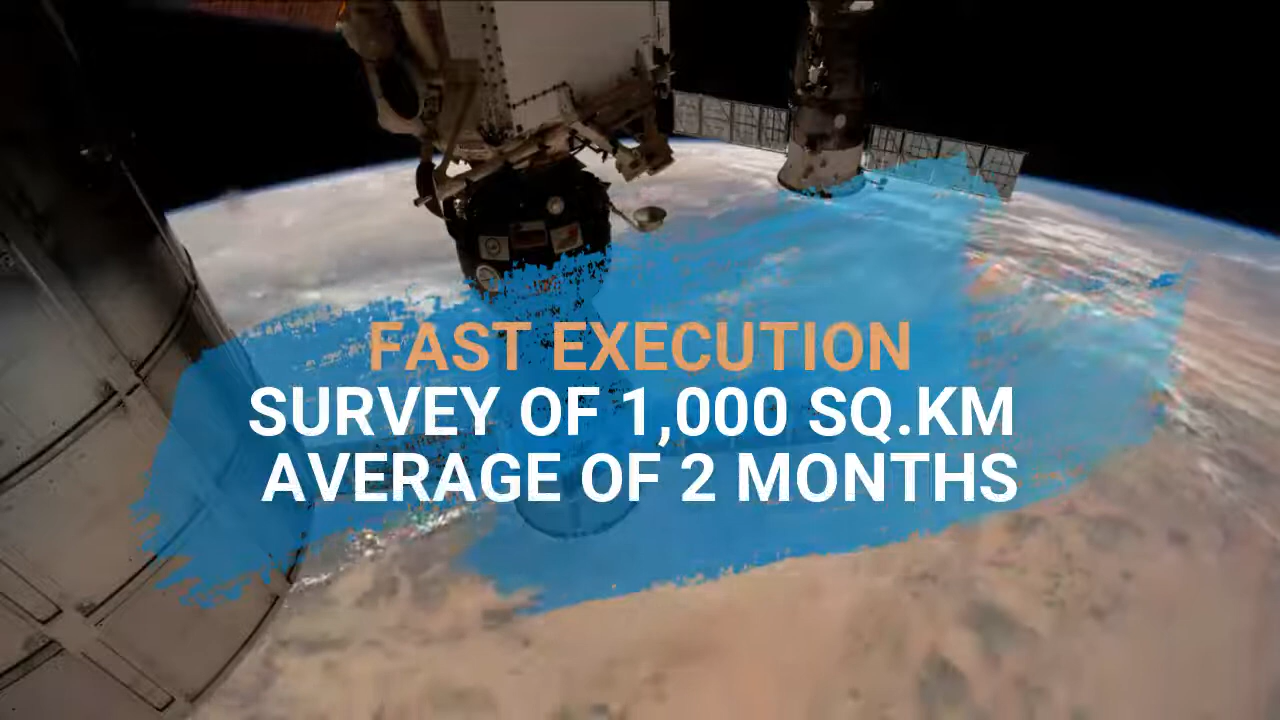 FAST EXECUTION
SURVEY OF 1,000 SQ.KM
AVERAGE OF 2 MONTHS